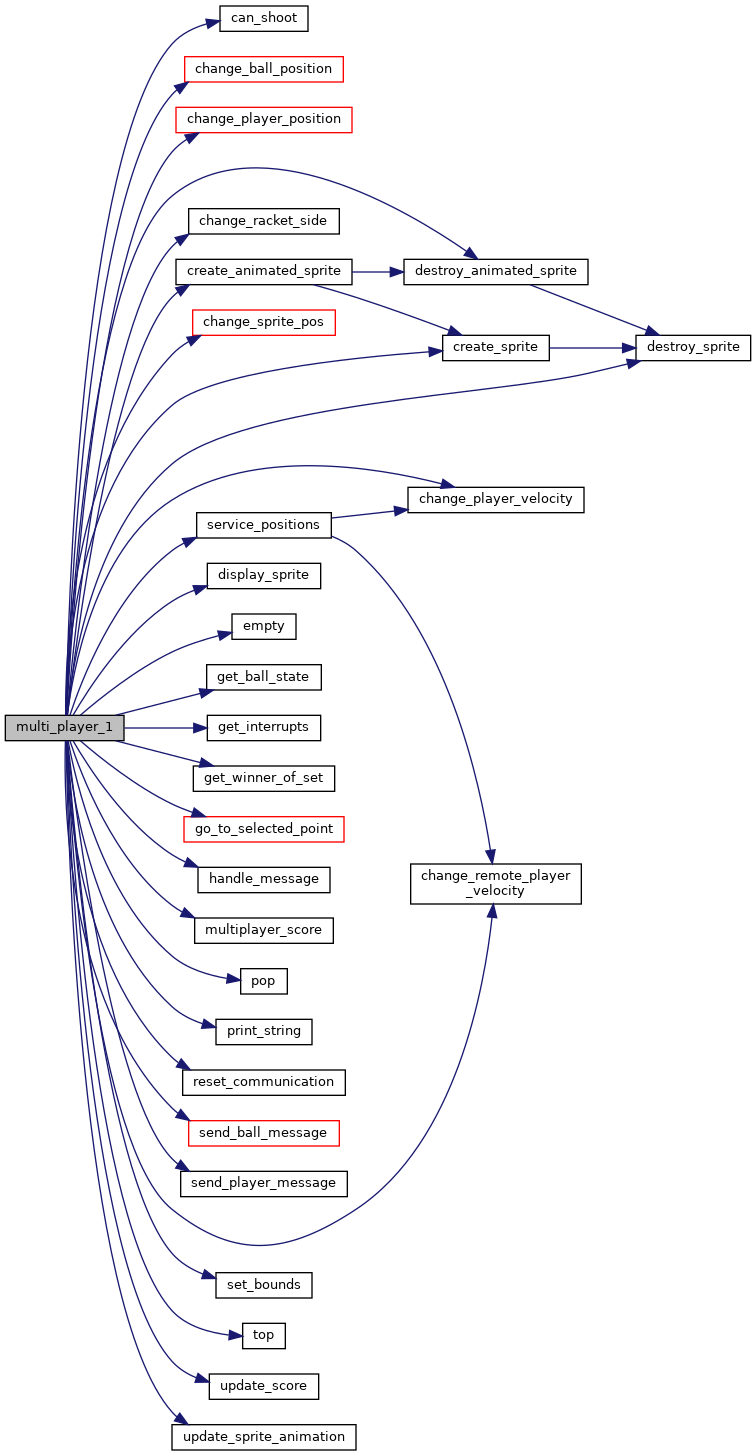 can_shoot
change_ball_position
change_player_position
change_racket_side
create_animated_sprite
destroy_animated_sprite
change_sprite_pos
create_sprite
destroy_sprite
change_player_velocity
service_positions
display_sprite
empty
get_ball_state
multi_player_1
get_interrupts
get_winner_of_set
go_to_selected_point
handle_message
change_remote_player
_velocity
multiplayer_score
pop
print_string
reset_communication
send_ball_message
send_player_message
set_bounds
top
update_score
update_sprite_animation